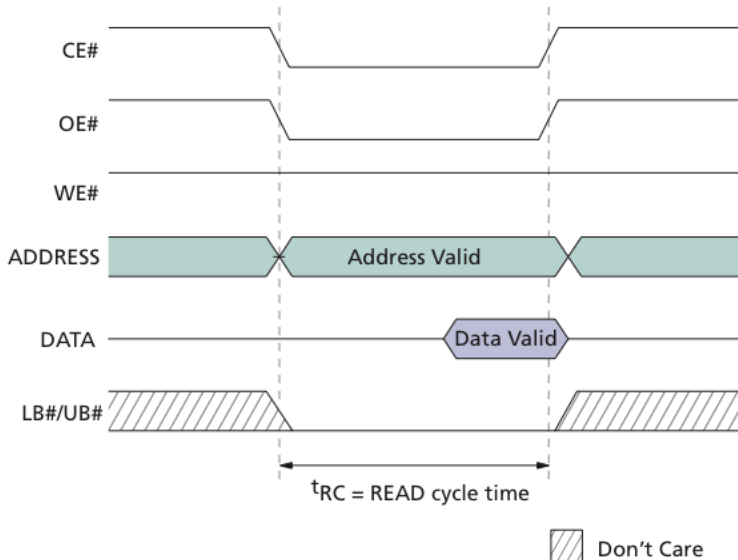 CE#
OE#
WE#
ADDRESS Address Valid
DATA Data Valid
LB#/UB#
tRC = READ cycle time
Don't Care